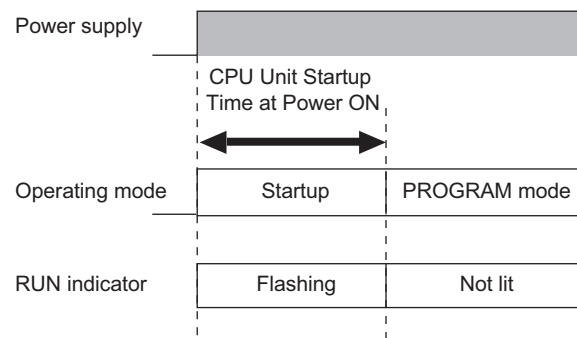 Power supply
CPU Unit Startup
Time at Power ON
Operating mode
Startup
PROGRAM mode
RUN indicator
Flashing
Not lit